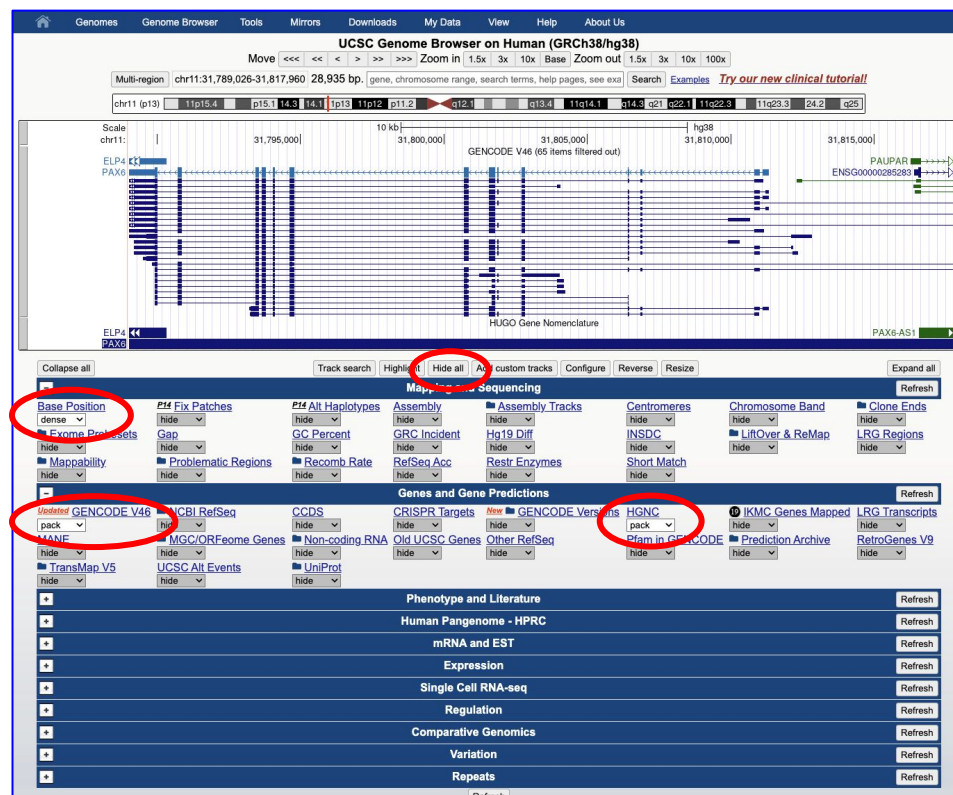 Genomes Genome Browser Tools Mirrors Downloads My Data View Help About Us
UCSC Genome Browser on Human (GRCh38/hg38)
Move <<< << < > >> >>> Zoom in 1.5x 3x 10x Base Zoom out 1.5x 3x 10x 100x
Multi-region chr11:31,789,026-31,817,960 28,935 bp. gene, chromosome range, search terms, help pages, see exa Search Examples Try our new clinical tutorial!
chr11 (p13) 11p15.4 p15.1 14.3 14.1 1p13 11p12 p11.2 q12.1 q13.4 11q14.1 q14.3 q21 q22.1 11q22.3 11q23.3 24.2 q25
Scale 10 kb hg38
chr11: 31,795,000 31,800,000 31,805,000 31,810,000 31,815,000
GENCODE V46 (65 items filtered out)
ELP4 PAUPAR
PAX6 ENSG00000285283
HUGO Gene Nomenclature
ELP4 PAX6-AS1
PAX6
Collapse all Track search Highlight Hide all Add custom tracks Configure Reverse Resize Expand all
- Mapping and Sequencing Refresh
Base Position P14 Fix Patches P14 Alt Haplotypes Assembly Assembly Tracks Centromeres Chromosome Band Clone Ends
dense hide hide hide hide hide hide hide
Exome Probesets Gap GC Percent GRC Incident Hg19 Diff INSDC LiftOver & ReMap LRG Regions
hide hide hide hide hide hide hide hide
Mappability Problematic Regions Recomb Rate RefSeq Acc Restr Enzymes Short Match
hide hide hide hide hide hide
- Genes and Gene Predictions Refresh
Updated GENCODE V46 NCBI RefSeq CCDS CRISPR Targets New GENCODE Versions HGNC 19 IKMC Genes Mapped LRG Transcripts
pack hide hide hide hide pack hide hide
MANE MGC/ORFeome Genes Non-coding RNA Old UCSC Genes Other RefSeq Pfam in GENCODE Prediction Archive RetroGenes V9
hide hide hide hide hide hide hide hide
TransMap V5 UCSC Alt Events UniProt
hide hide hide
+ Phenotype and Literature Refresh
+ Human Pangenome - HPRC Refresh
+ mRNA and EST Refresh
+ Expression Refresh
+ Single Cell RNA-seq Refresh
+ Regulation Refresh
+ Comparative Genomics Refresh
+ Variation Refresh
+ Repeats Refresh
Refresh